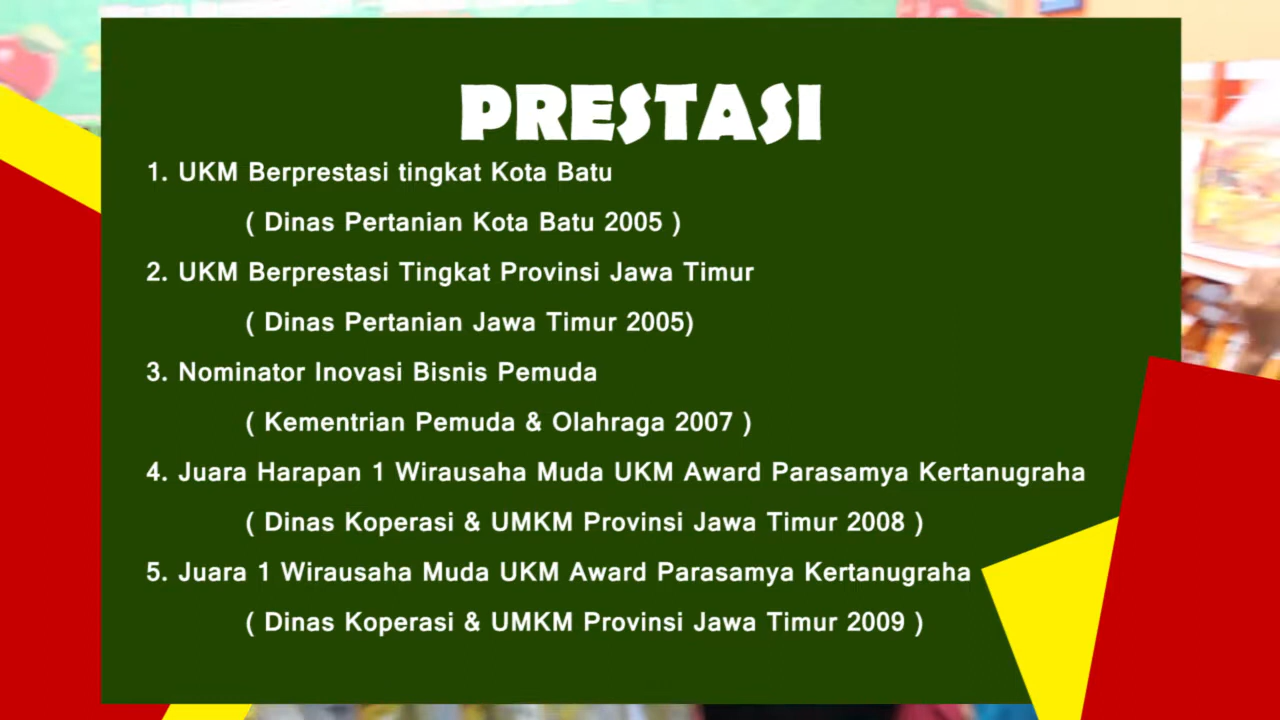 PRESTASI
1. UKM Berprestasi tingkat Kota Batu
( Dinas Pertanian Kota Batu 2005 )
2. UKM Berprestasi Tingkat Provinsi Jawa Timur
( Dinas Pertanian Jawa Timur 2005)
3. Nominator Inovasi Bisnis Pemuda
( Kementrian Pemuda & Olahraga 2007 )
4. Juara Harapan 1 Wirausaha Muda UKM Award Parasamya Kertanugraha
( Dinas Koperasi & UMKM Provinsi Jawa Timur 2008 )
5. Juara 1 Wirausaha Muda UKM Award Parasamya Kertanugraha
( Dinas Koperasi & UMKM Provinsi Jawa Timur 2009 )